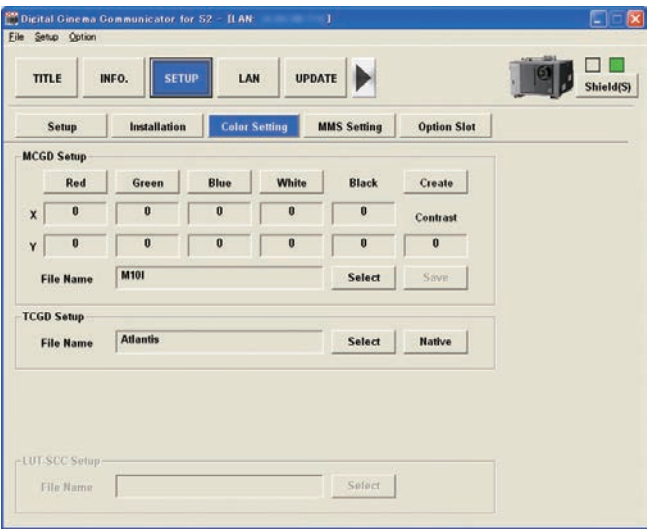 Digital Cinema Communicator for S2 - [LAN: ]
File Setup Option
TITLE INFO. SETUP LAN UPDATE Shield(S)
Setup Installation Color Setting MMS Setting Option Slot
MCGD Setup
Red Green Blue White Black Create
X 0 0 0 0 0 Contrast
Y 0 0 0 0 0 0
File Name M10I Select Save
TCGD Setup
File Name Atlantis Select Native
LUT-SCC Setup
File Name Select